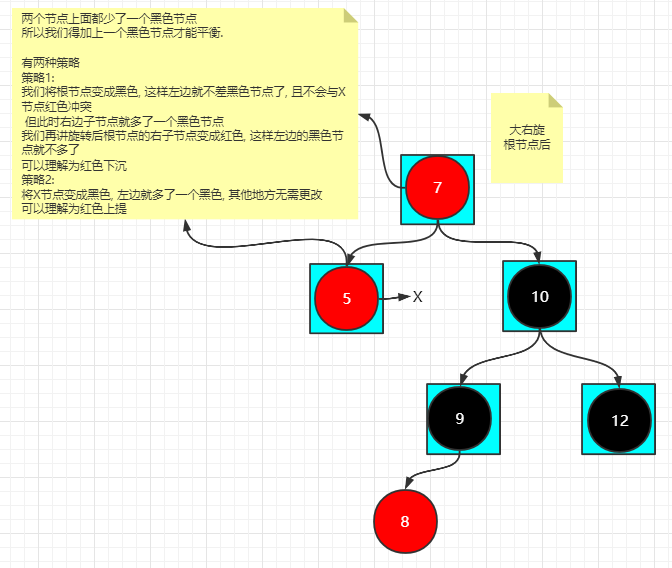 两个节点上面都少了一个黑色节点
所以我们得加上一个黑色节点才能平衡.
有两种策略
策略1:
我们将根节点变成黑色, 这样左边就不差黑色节点了, 且不会与X
节点红色冲突
但此时右边子节点就多了一个黑色节点
我们再讲旋转后根节点的右子节点变成红色, 这样左边的黑色节
点就不多了
可以理解为红色下沉
策略2:
将X节点变成黑色, 左边就多了一个黑色, 其他地方无需更改
可以理解为红色上提
大右旋
根节点后
7
5
X
10
9
12
8